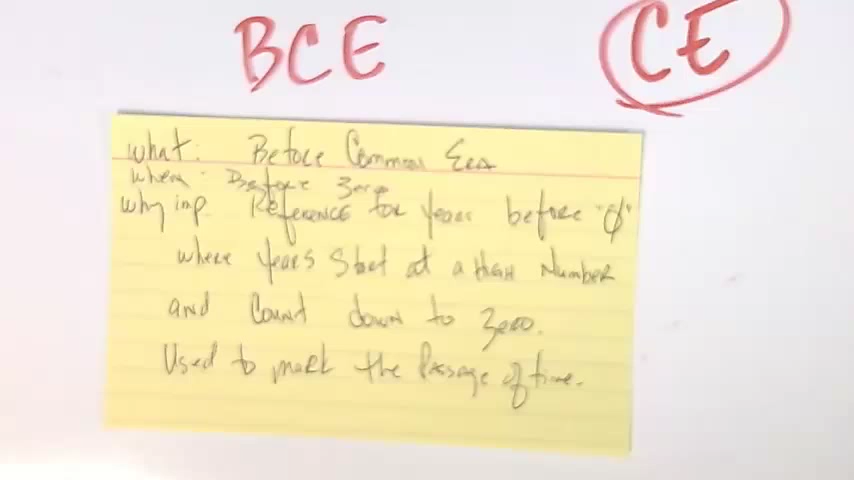 BCE CE
What: Before Common Era
When: Before Zero
Why imp. Reference for years before "0"
where years start at a High Number
and Count down to Zero.
Used to mark the Passage of time.